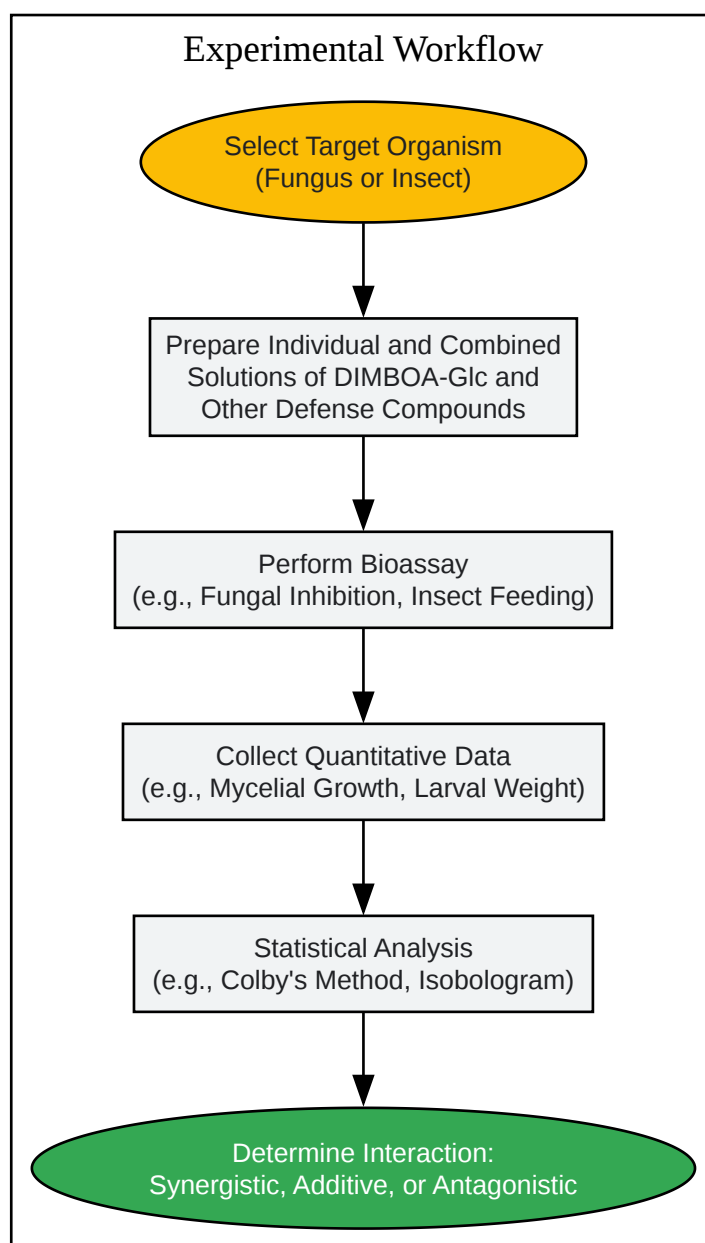 Experimental Workflow
Select Target Organism
(Fungus or Insect)
Prepare Individual and Combined
Solutions of DIMBOA-Glc and
Other Defense Compounds
Perform Bioassay
(e.g., Fungal Inhibition, Insect Feeding)
Collect Quantitative Data
(e.g., Mycelial Growth, Larval Weight)
Statistical Analysis
(e.g., Colby's Method, Isobologram)
Determine Interaction:
Synergistic, Additive, or Antagonistic